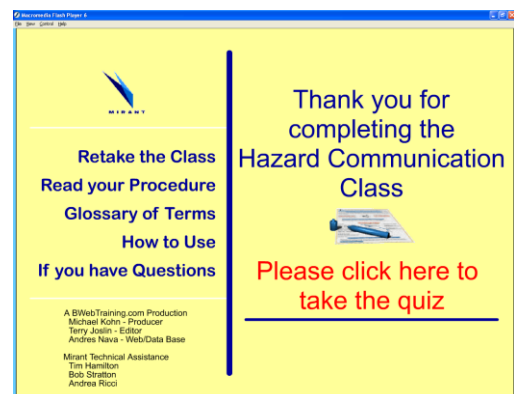 Macromedia Flash Player 6
File View Control Help
MIRANT
Retake the Class
Read your Procedure
Glossary of Terms
How to Use
If you have Questions
A BWebTraining.com Production
Michael Kohn - Producer
Terry Joslin - Editor
Andres Nava - Web/Data Base
Mirant Technical Assistance
Tim Hamilton
Bob Stratton
Andrea Ricci
Thank you for
completing the
Hazard Communication
Class
Please click here to
take the quiz